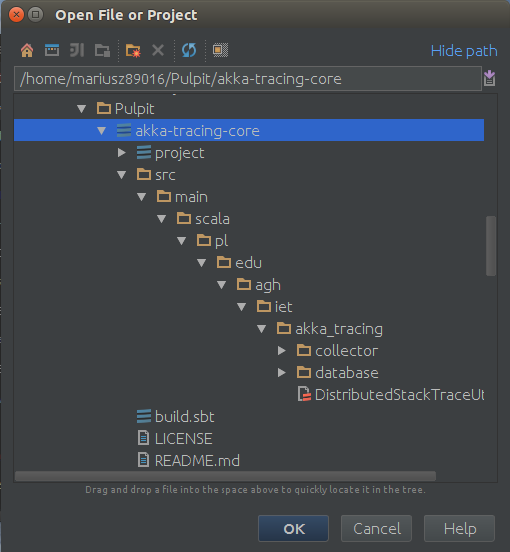 Open File or Project
Hide path
/home/mariusz89016/Pulpit/akka-tracing-core
Pulpit
akka-tracing-core
project
src
main
scala
pl
edu
agh
iet
akka_tracing
collector
database
DistributedStackTraceUt
build.sbt
LICENSE
README.md
Drag and drop a file into the space above to quickly locate it in the tree.
OK
Cancel
Help